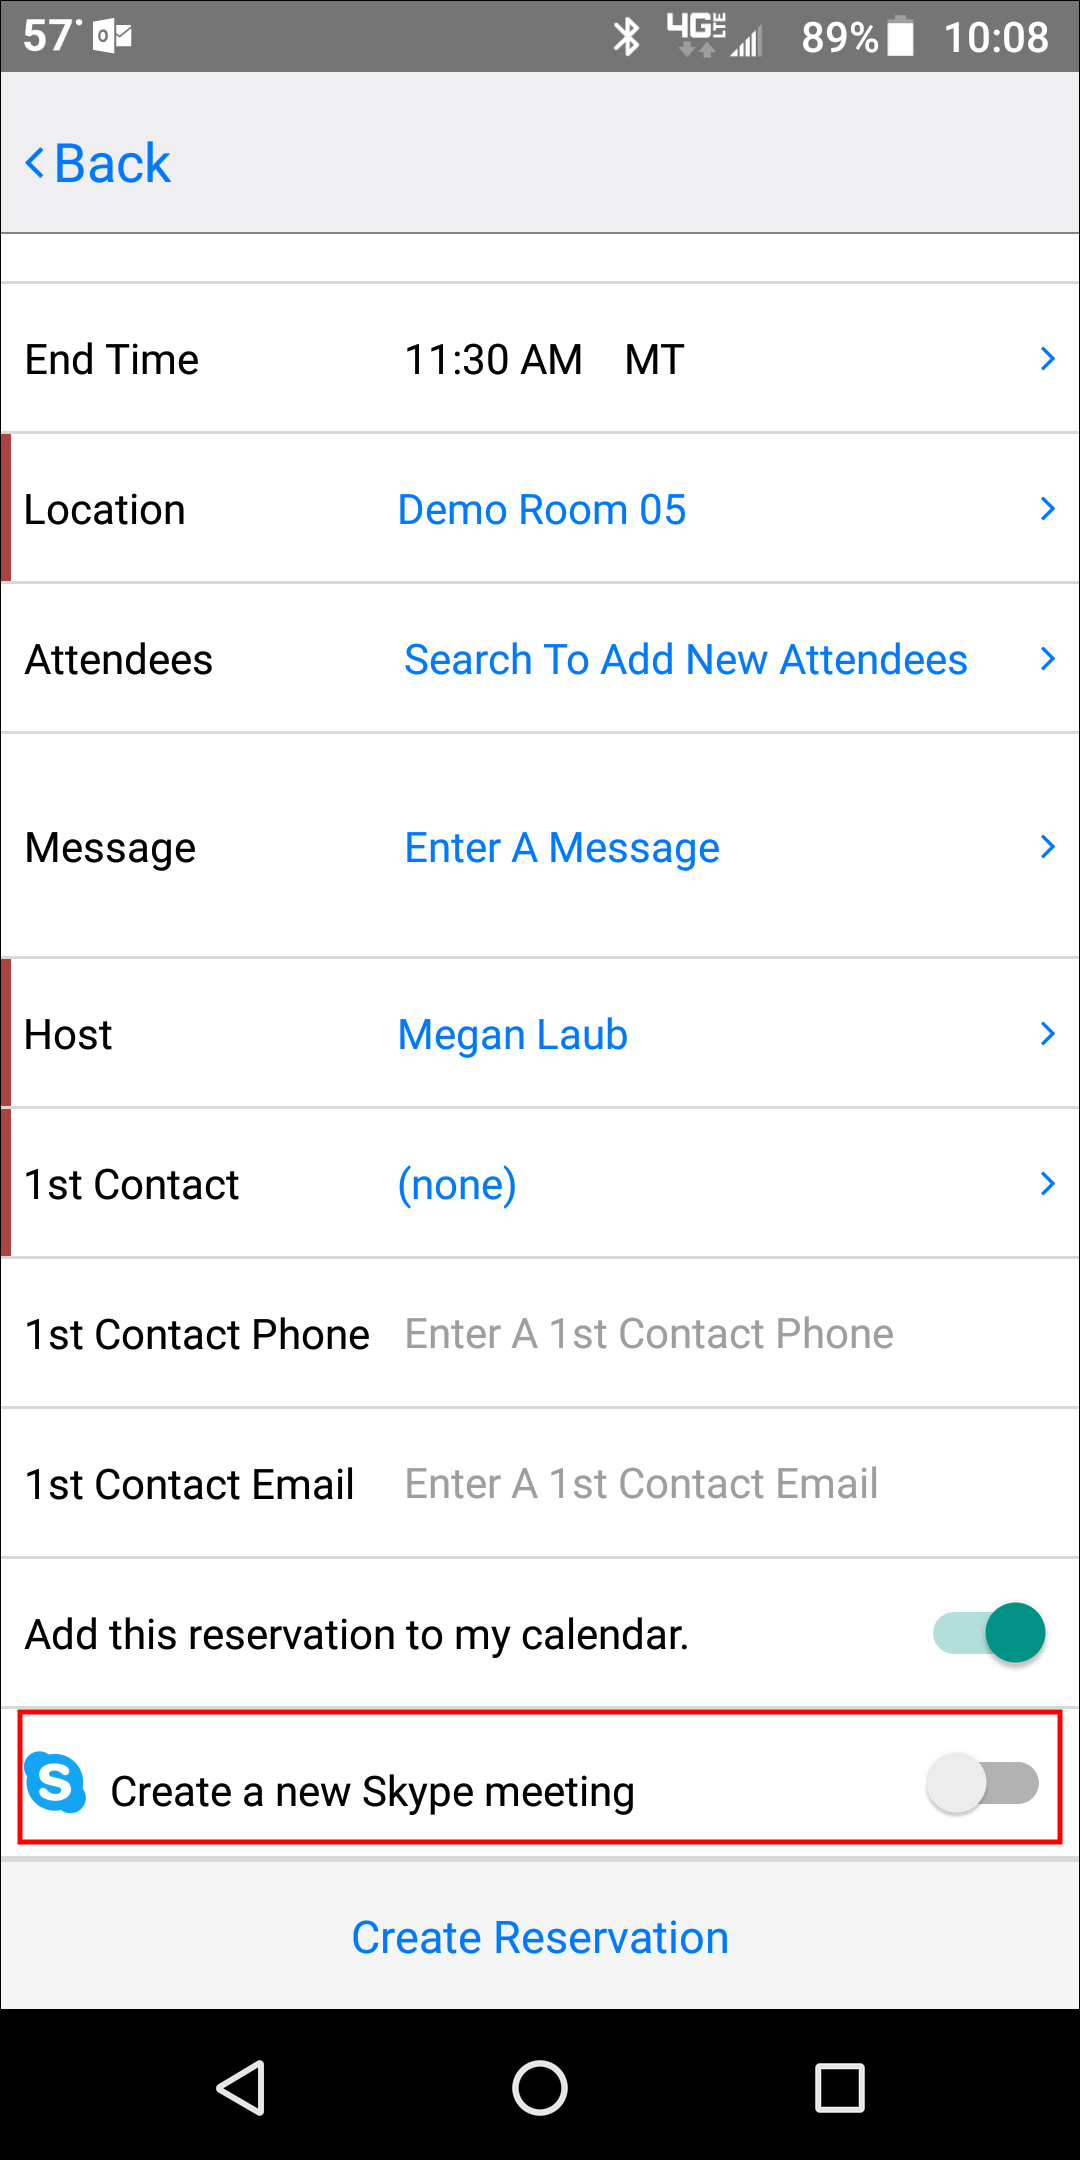 57° 4G LTE 89% 10:08
Back
End Time 11:30 AM MT
Location Demo Room 05
Attendees Search To Add New Attendees
Message Enter A Message
Host Megan Laub
1st Contact (none)
1st Contact Phone Enter A 1st Contact Phone
1st Contact Email Enter A 1st Contact Email
Add this reservation to my calendar.
S Create a new Skype meeting
Create Reservation